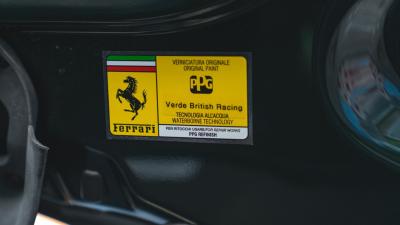 VERNICIATURA ORIGINALE
ORIGINAL PAINT
PPG
Verde British Racing
TECNOLOGIA ALL'ACQUA
WATERBORNE TECHNOLOGY
Ferrari
PER RITOCCHI USARE/FOR REPAIR WORKS
PPG REFINISH